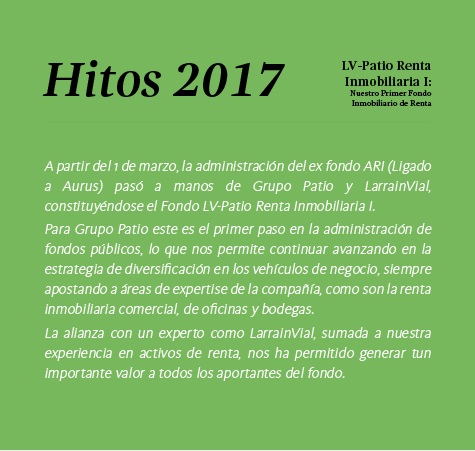 Hitos 2017
LV-Patio Renta
Inmobiliaria I:
Nuestro Primer Fondo
Inmobiliario de Renta
A partir del 1 de marzo, la administración del ex fondo ARI (Ligado
a Aurus) pasó a manos de Grupo Patio y LarrainVial,
constituyéndose el Fondo LV-Patio Renta Inmobiliaria I.
Para Grupo Patio este es el primer paso en la administración de
fondos públicos, lo que nos permite continuar avanzando en la
estrategia de diversificación en los vehículos de negocio, siempre
apostando a áreas de expertise de la compañía, como son la renta
inmobiliaria comercial, de oficinas y bodegas.
La alianza con un experto como LarrainVial, sumada a nuestra
experiencia en activos de renta, nos ha permitido generar tun
importante valor a todos los aportantes del fondo.